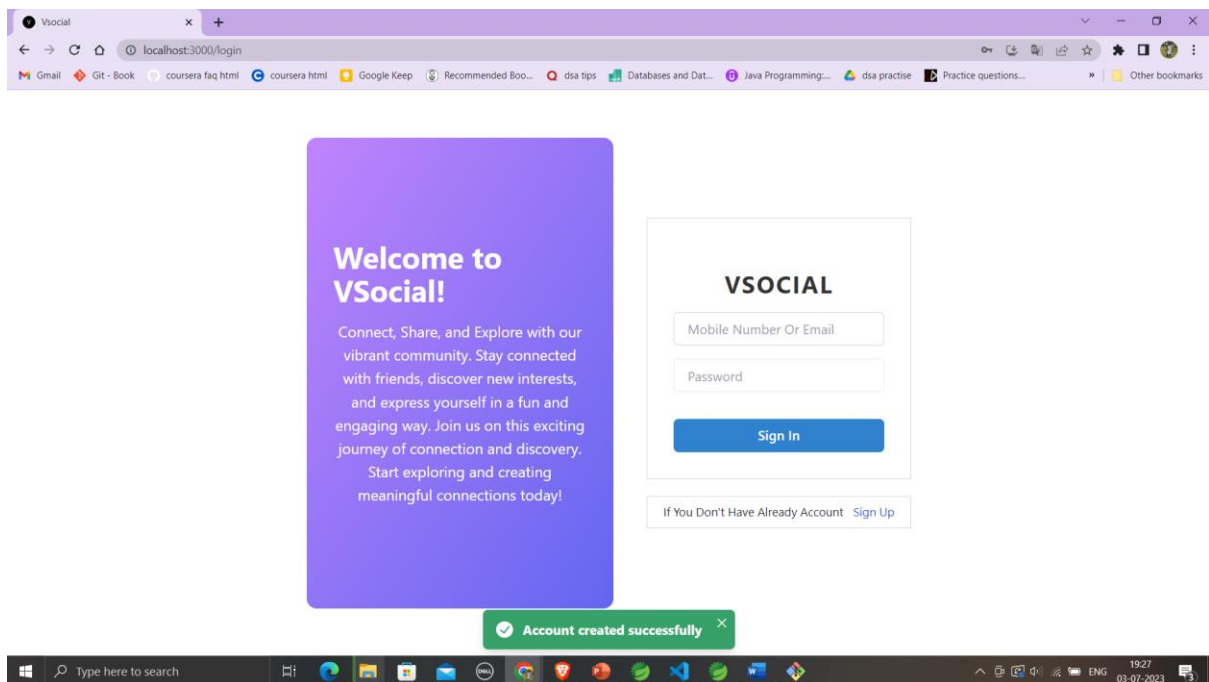 Vsocial
localhost:3000/login
Gmail Git - Book coursera faq html coursera html Google Keep Recommended Boo... dsa tips Databases and Dat... Java Programming:... dsa practise Practice questions... » Other bookmarks
Welcome to
VSocial!
Connect, Share, and Explore with our
vibrant community. Stay connected
with friends, discover new interests,
and express yourself in a fun and
engaging way. Join us on this exciting
journey of connection and discovery.
Start exploring and creating
meaningful connections today!
VSOCIAL
Mobile Number Or Email
Password
Sign In
If You Don't Have Already Account Sign Up
Account created successfully
Type here to search
ENG
19:27
03-07-2023
3